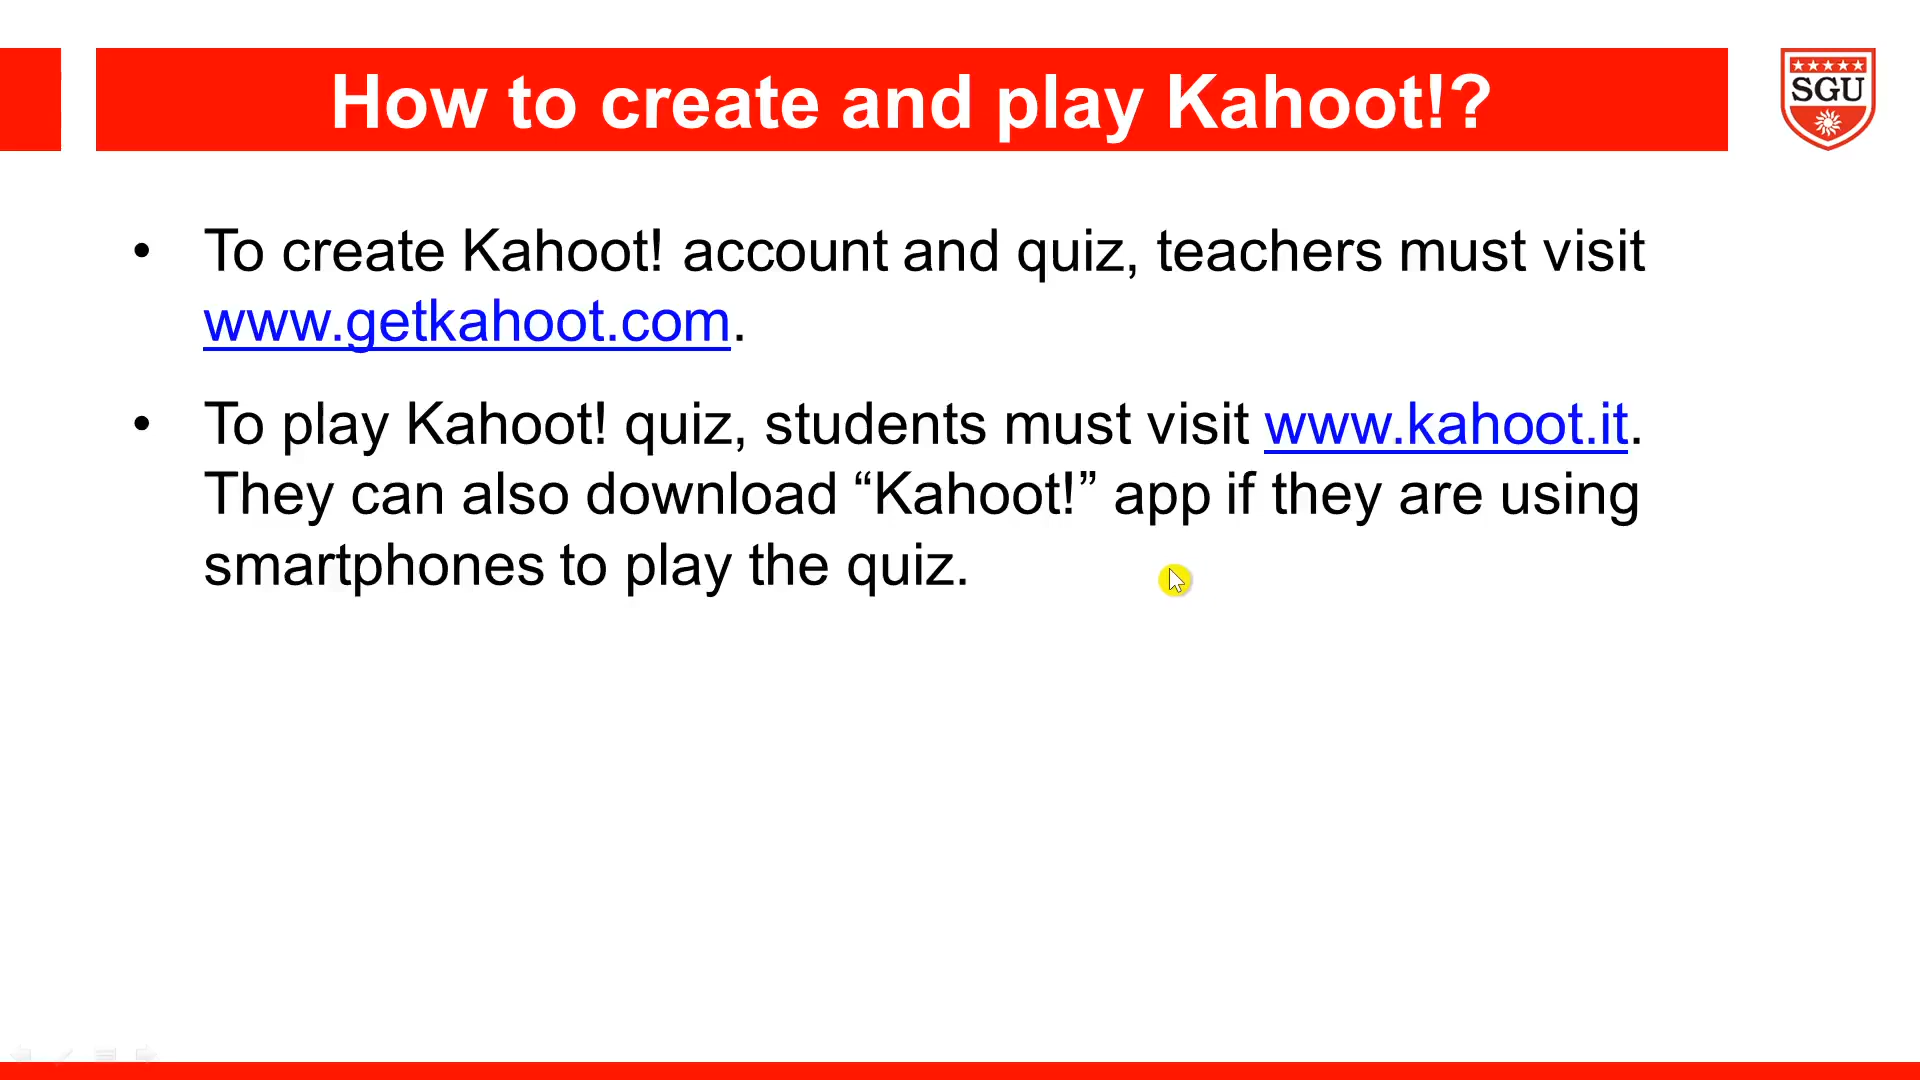 How to create and play Kahoot!?
SGU
• To create Kahoot! account and quiz, teachers must visit
www.getkahoot.com.
• To play Kahoot! quiz, students must visit www.kahoot.it.
They can also download “Kahoot!” app if they are using
smartphones to play the quiz.